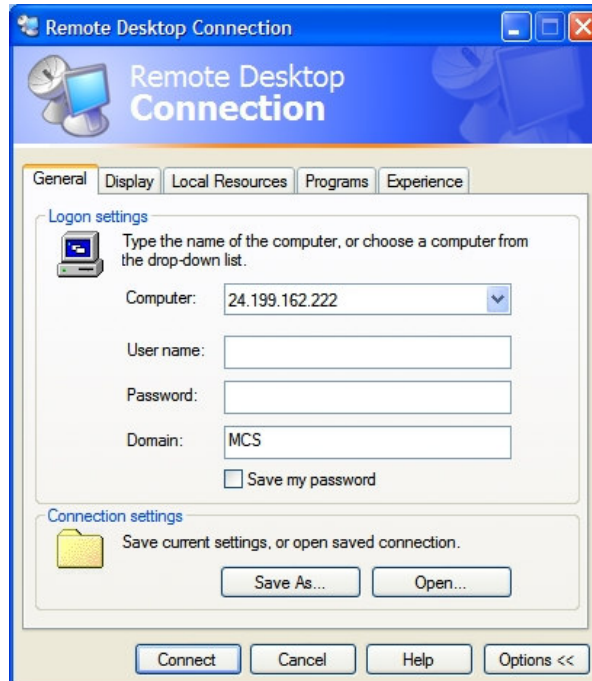 Remote Desktop Connection
Remote Desktop
Connection
General Display Local Resources Programs Experience
Logon settings
Type the name of the computer, or choose a computer from
the drop-down list.
Computer: 24.199.162.222
User name:
Password:
Domain: MCS
Save my password
Connection settings
Save current settings, or open saved connection.
Save As... Open...
Connect Cancel Help Options <<